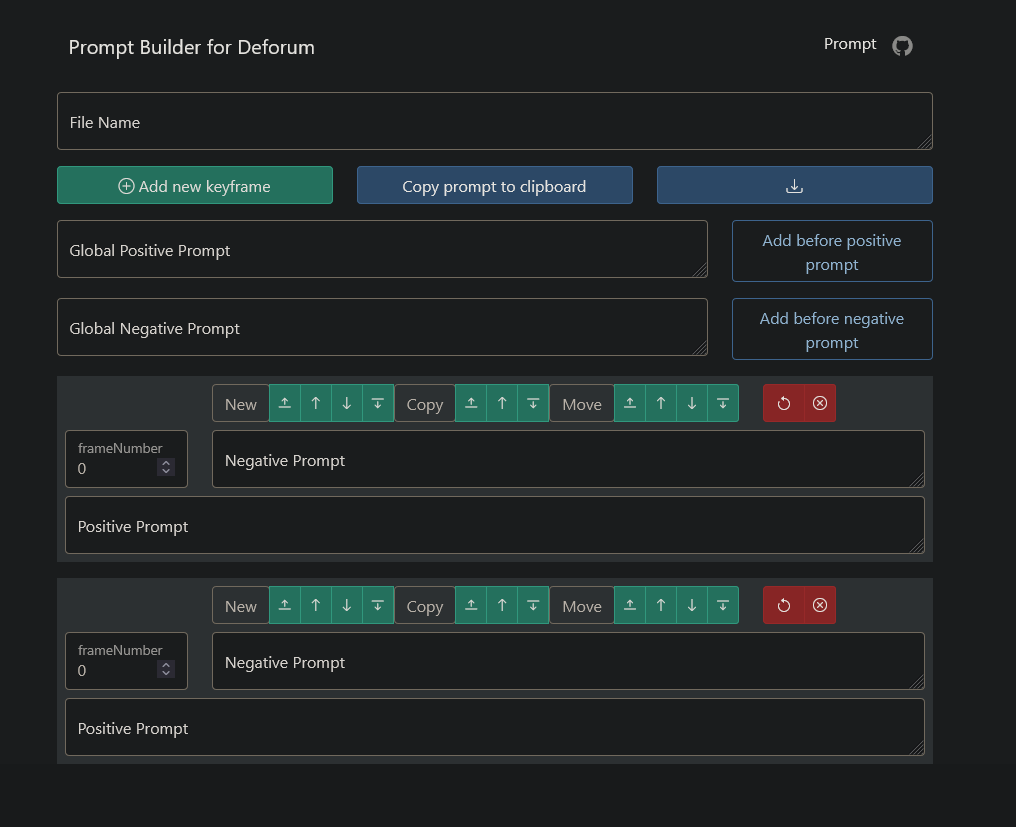 Prompt Builder for Deforum
Prompt
File Name
Add new keyframe
Copy prompt to clipboard
Global Positive Prompt
Add before positive
prompt
Global Negative Prompt
Add before negative
prompt
New
Copy
Move
frameNumber
0
Negative Prompt
Positive Prompt
New
Copy
Move
frameNumber
0
Negative Prompt
Positive Prompt